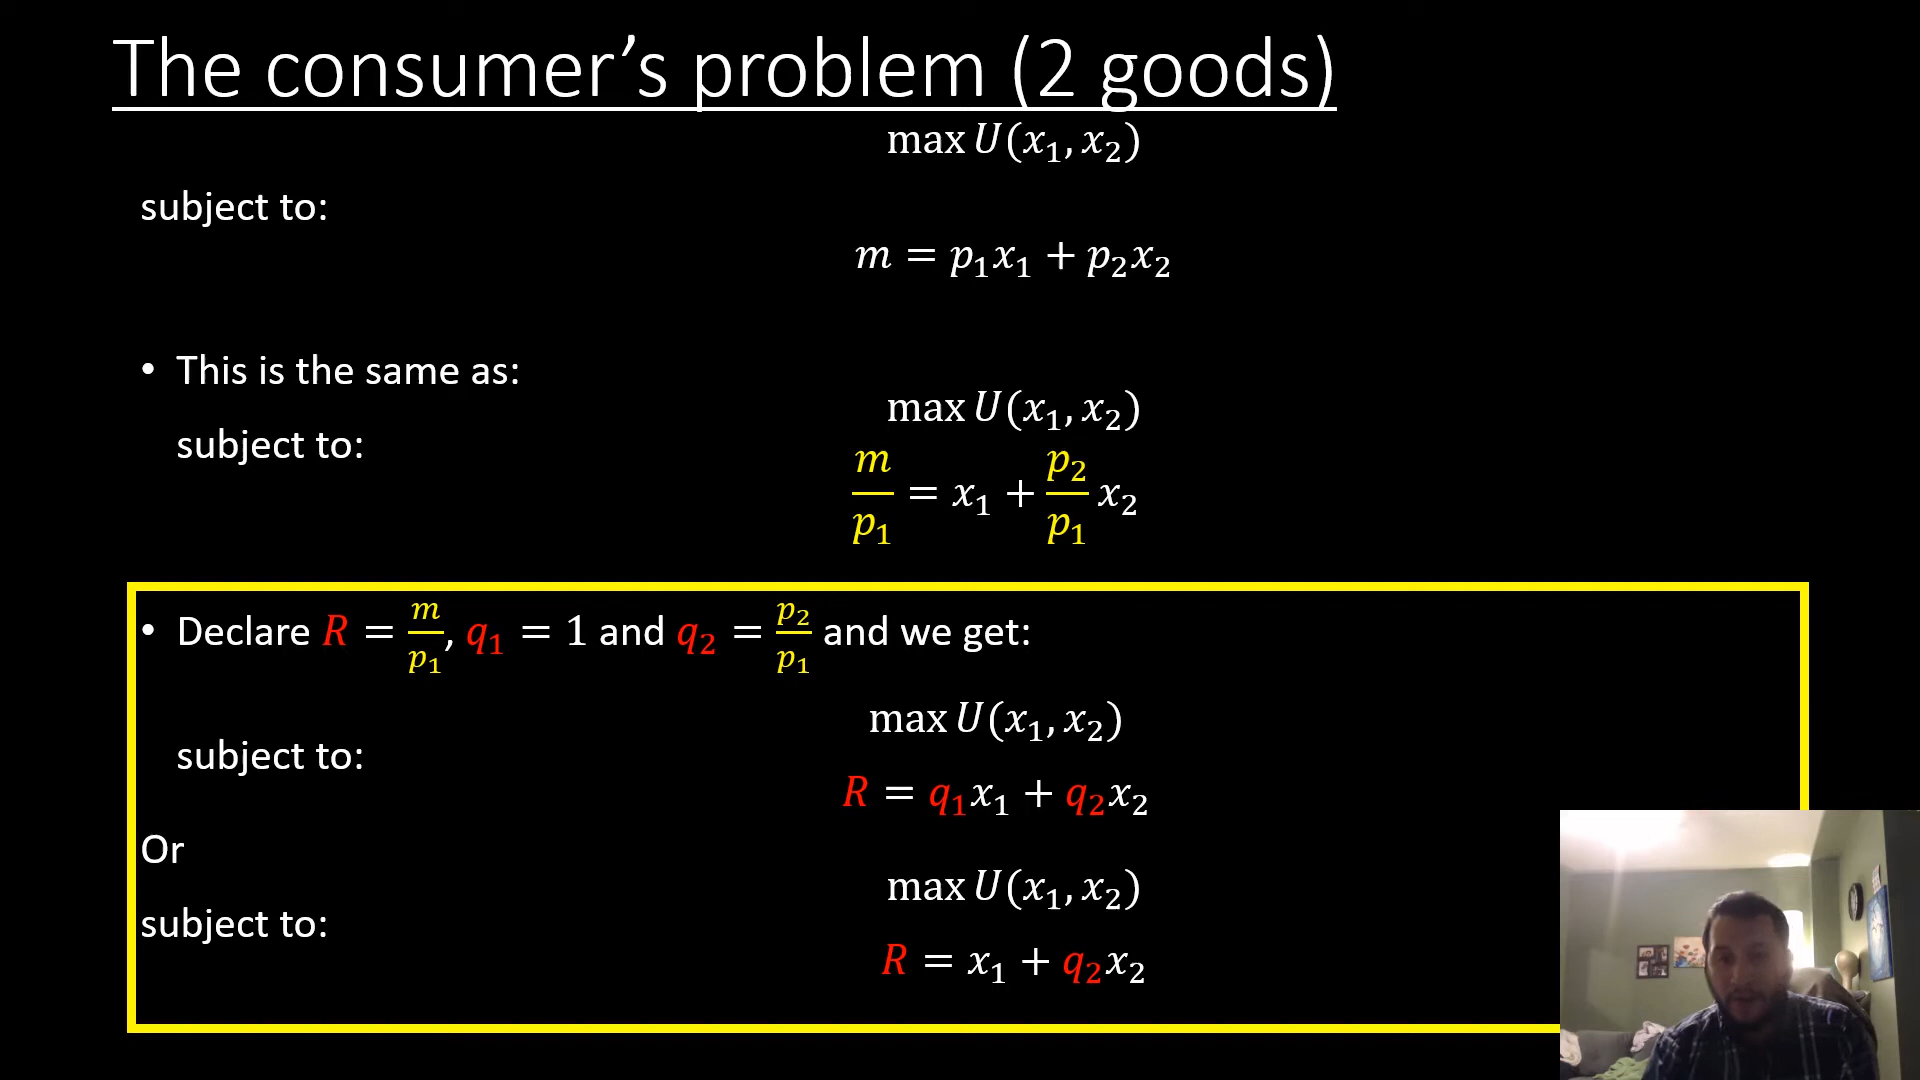 The consumer’s problem (2 goods)
max U(x₁, x₂)
subject to:
m = p₁x₁ + p₂x₂
• This is the same as:
max U(x₁, x₂)
subject to:
m/p₁ = x₁ + p₂/p₁ x₂
• Declare R = m/p₁, q₁ = 1 and q₂ = p₂/p₁ and we get:
max U(x₁, x₂)
subject to:
R = q₁x₁ + q₂x₂
Or
max U(x₁, x₂)
subject to:
R = x₁ + q₂x₂